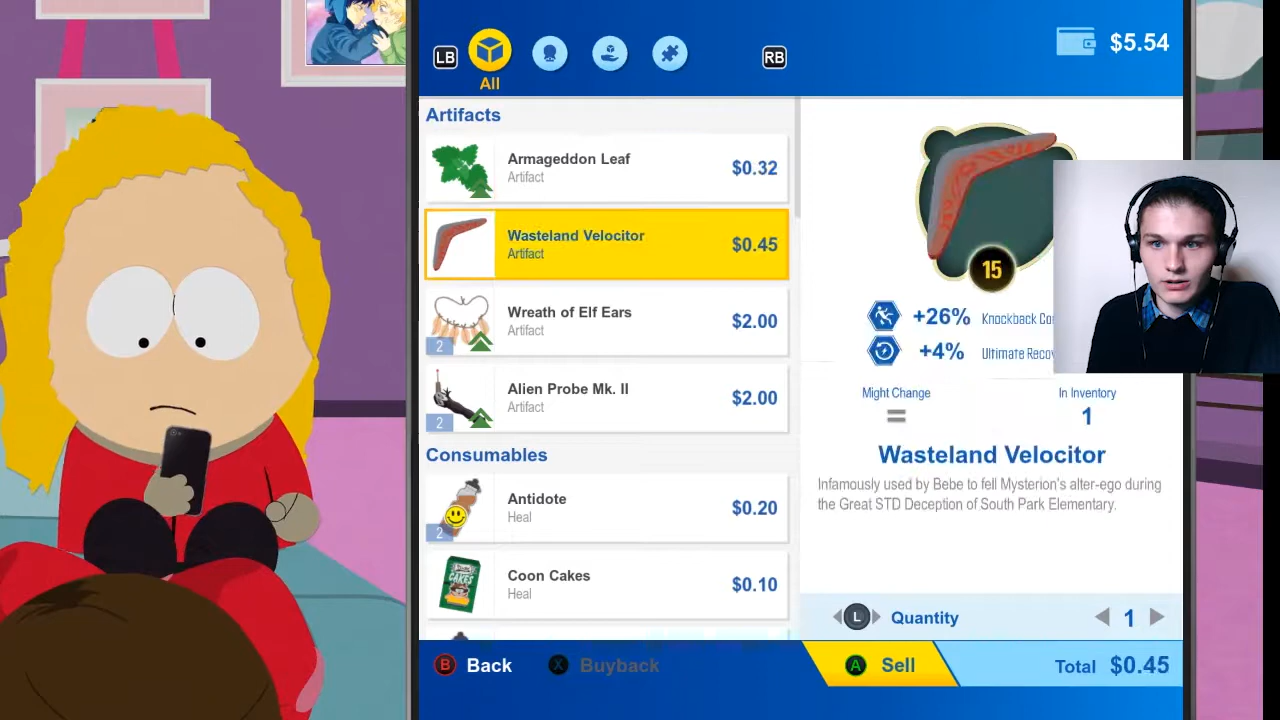 LB
RB
All
$5.54
Artifacts
Armageddon Leaf
Artifact
$0.32
Wasteland Velocitor
Artifact
$0.45
Wreath of Elf Ears
Artifact
2
$2.00
Alien Probe Mk. II
Artifact
2
$2.00
Consumables
Antidote
Heal
2
$0.20
Coon Cakes
Heal
$0.10
15
+26% Knockback
+4% Ultimate
Might Change
=
In Inventory
1
Wasteland Velocitor
Infamously used by Bebe to fell Mysterion's alter-ego during
the Great STD Deception of South Park Elementary.
L Quantity 1
B Back
X Buyback
A Sell
Total $0.45